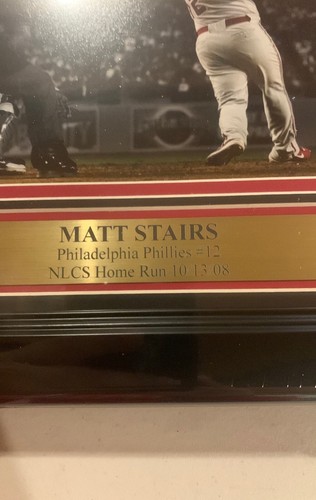 MATT STAIRS
Philadelphia Phillies #12
NLCS Home Run 10-13-08